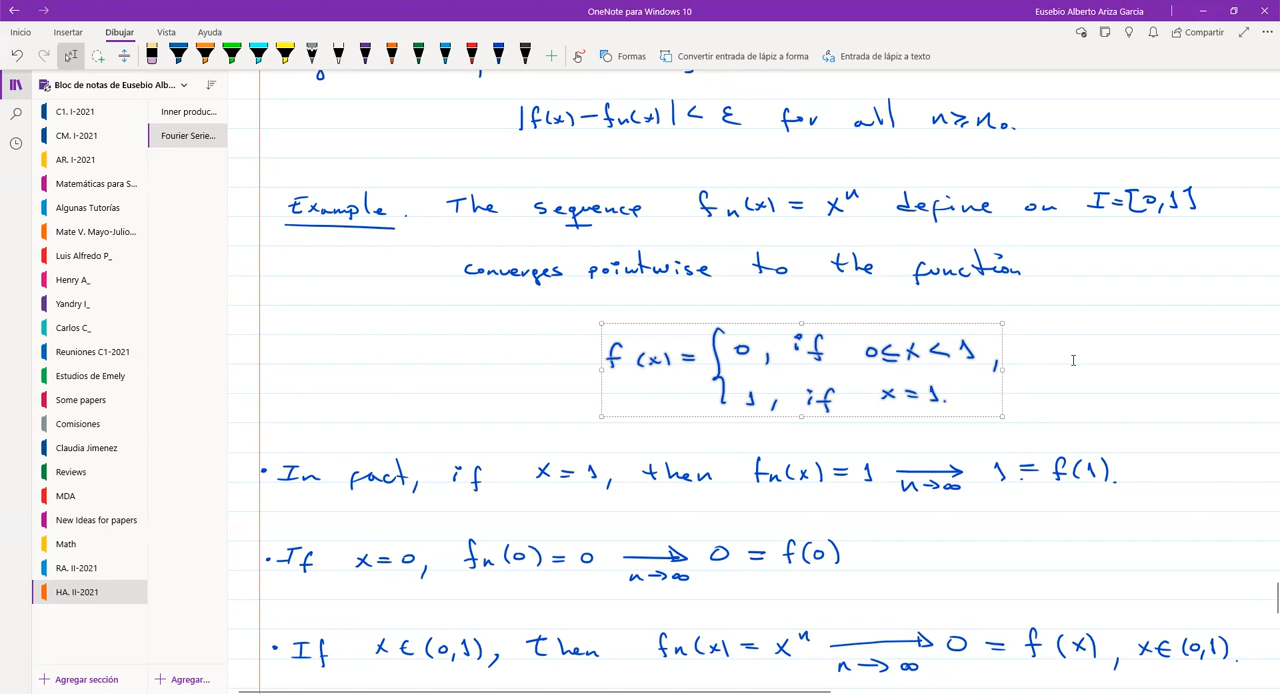 OneNote para Windows 10
Eusebio Alberto Ariza Garcia
Inicio Insertar Dibujar Vista Ayuda
Compartir
Formas Convertir entrada de lápiz a forma Entrada de lápiz a texto
Bloc de notas de Eusebio Alb...
C1. I-2021
CM. I-2021
AR. I-2021
Matemáticas para S...
Algunas Tutorías
Mate V. Mayo-Julio...
Luis Alfredo P_
Henry A_
Yandry I_
Carlos C_
Reuniones C1-2021
Estudios de Emely
Some papers
Comisiones
Claudia Jimenez
Reviews
MDA
New Ideas for papers
Math
RA. II-2021
HA. II-2021
Agregar sección
Inner produc...
Fourier Serie...
Agregar...
|f(x) - fn(x)| < ε for all n ≥ n0.
Example. The sequence fn(x) = x^n define on I = [0,1]
converges pointwise to the function
f(x) = { 0, if 0 ≤ x < 1,
1, if x = 1.
• In fact, if x = 1, then fn(x) = 1 → 1 = f(1).
n→∞
• If x = 0, fn(0) = 0 → 0 = f(0)
n→∞
• If x ∈ (0,1), then fn(x) = x^n → 0 = f(x), x ∈ (0,1).
n→∞